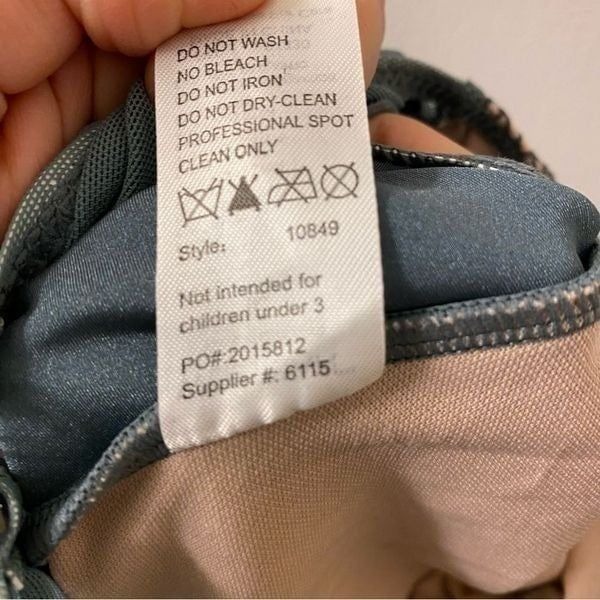 DO NOT WASH
NO BLEACH
DO NOT IRON
DO NOT DRY-CLEAN
PROFESSIONAL SPOT
CLEAN ONLY
Style: 10849
Not intended for
children under 3
PO#:2015812
Supplier #: 6115